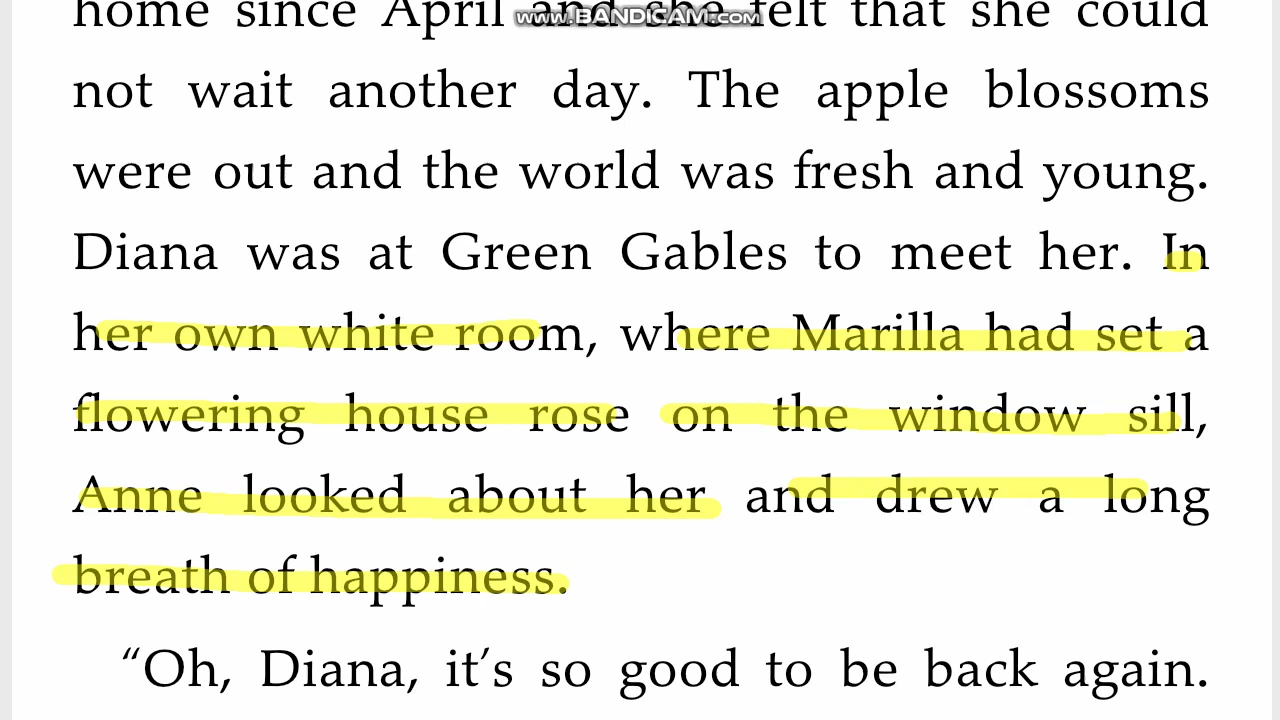 home since April and she felt that she could
www.BANDICAM.com
not wait another day. The apple blossoms
were out and the world was fresh and young.
Diana was at Green Gables to meet her. In
her own white room, where Marilla had set a
flowering house rose on the window sill,
Anne looked about her and drew a long
breath of happiness.
“Oh, Diana, it’s so good to be back again.